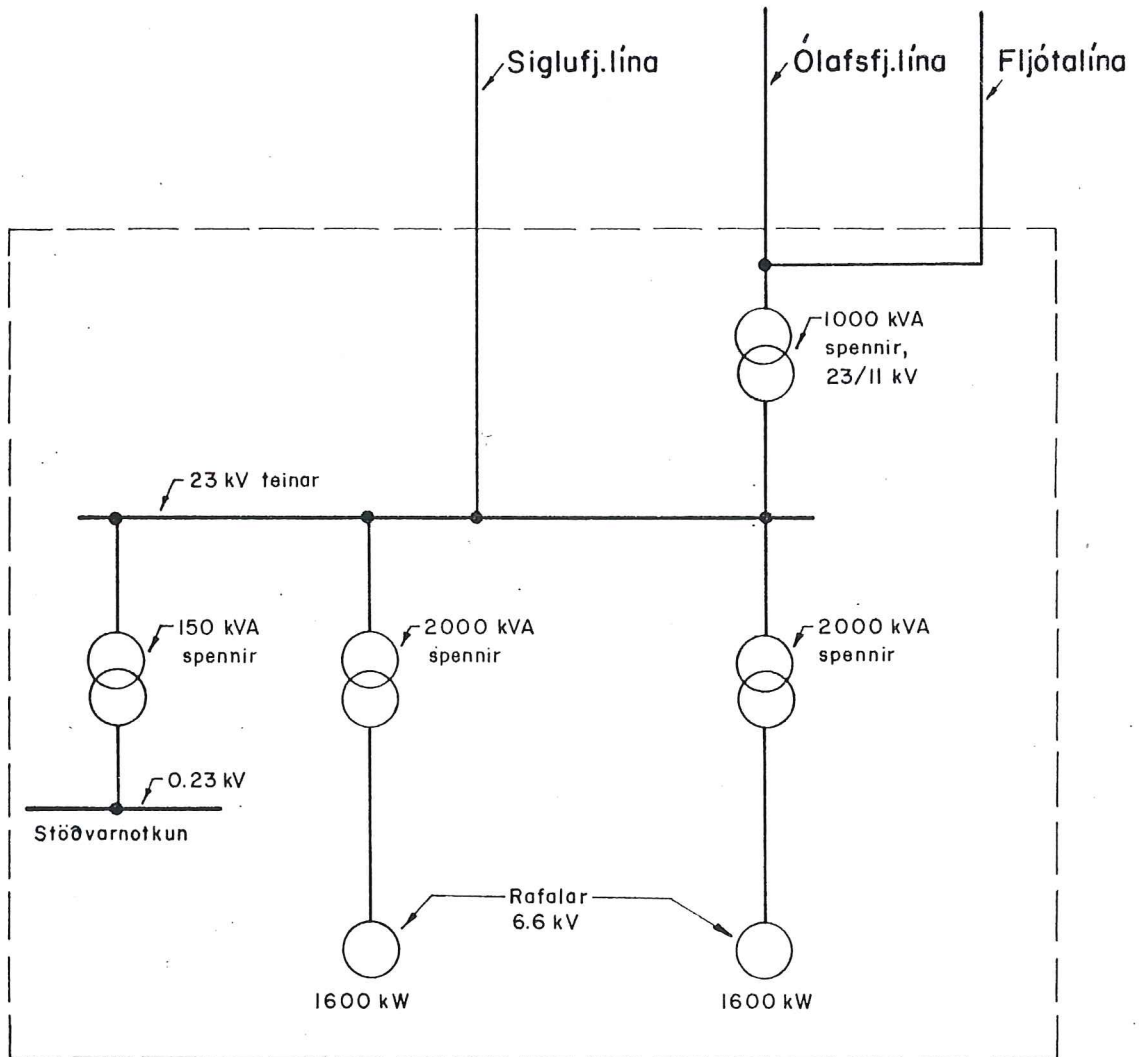 Siglufj.lína
Ólafsfj.lína
Fljótalína
1000 kVA
spennir,
23/11 kV
23 kV teinar
150 kVA
spennir
2000 kVA
spennir
2000 kVA
spennir
0.23 kV
Stöðvarnotkun
Rafalar
6.6 kV
1600 kW
1600 kW